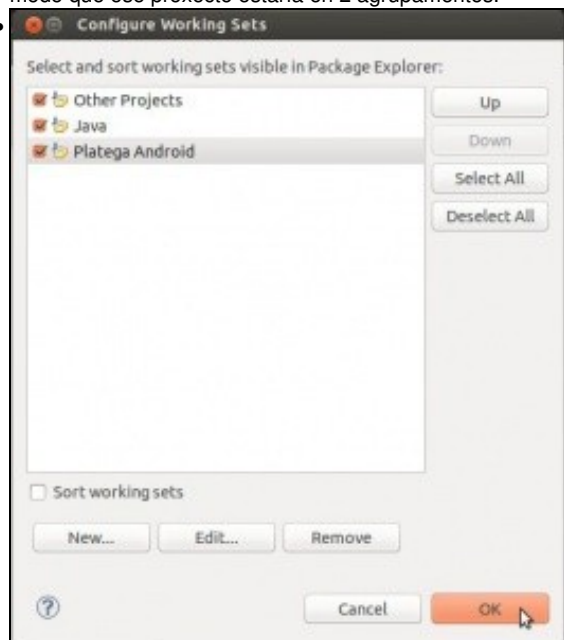 modo que ese proxecto estaría en 2 agrupamentos.
Configure Working Sets
Select and sort working sets visible in Package Explorer:
Other Projects
Java
Platega Android
Up
Down
Select All
Deselect All
Sort working sets
New...
Edit...
Remove
?
Cancel
OK